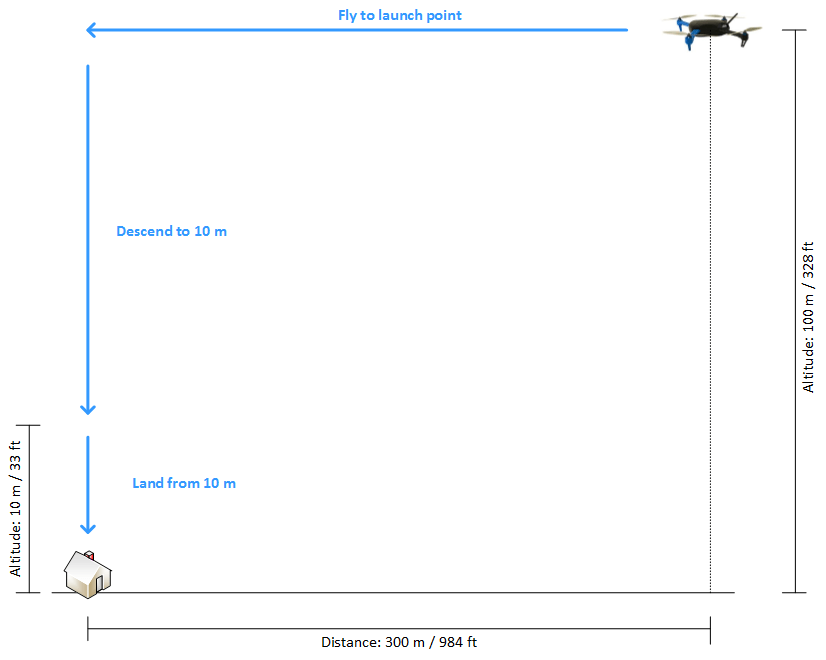 Fly to launch point
Descend to 10 m
Altitude: 100 m / 328 ft
Altitude: 10 m / 33 ft
Land from 10 m
Distance: 300 m / 984 ft